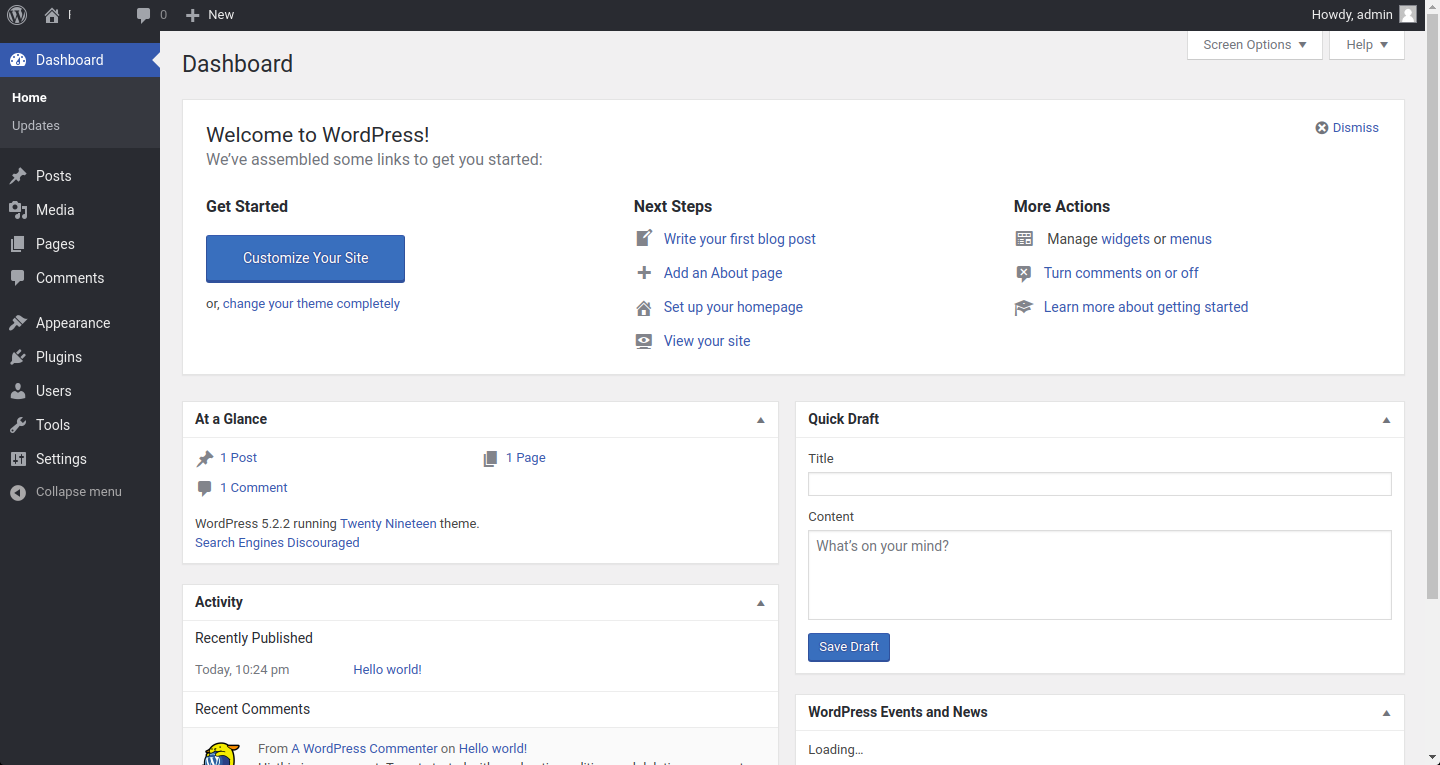 I
0
New
Howdy, admin
Dashboard
Home
Updates
Posts
Media
Pages
Comments
Appearance
Plugins
Users
Tools
Settings
Collapse menu
Dashboard
Screen Options
Help
Welcome to WordPress!
Dismiss
We've assembled some links to get you started:
Get Started
Customize Your Site
or, change your theme completely
Next Steps
Write your first blog post
Add an About page
Set up your homepage
View your site
More Actions
Manage widgets or menus
Turn comments on or off
Learn more about getting started
At a Glance
1 Post
1 Page
1 Comment
WordPress 5.2.2 running Twenty Nineteen theme.
Search Engines Discouraged
Activity
Recently Published
Today, 10:24 pm
Hello world!
Recent Comments
From A WordPress Commenter on Hello world!
Quick Draft
Title
Content
What's on your mind?
Save Draft
WordPress Events and News
Loading...